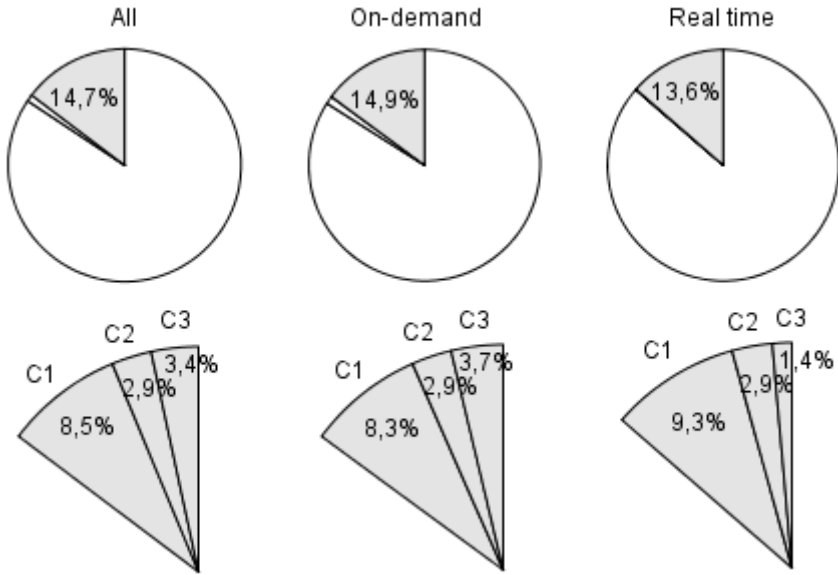 All
On-demand
Real time
14,7%
14,9%
13,6%
C1
C2
C3
8,5%
2,9%
3,4%
C1
C2
C3
8,3%
2,9%
3,7%
C1
C2
C3
9,3%
2,9%
1,4%